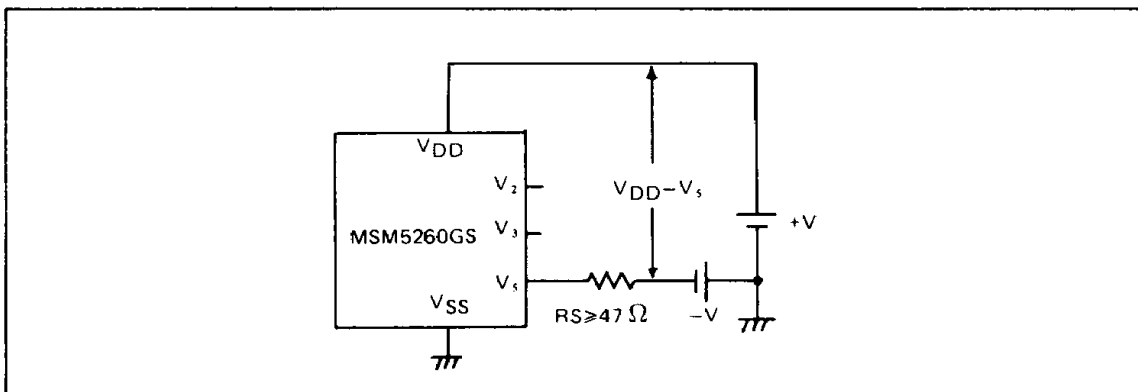 VDD
V2
V3
MSM5260GS
VDD-V5
+V
V5
VSS
RS≥47 Ω
-V